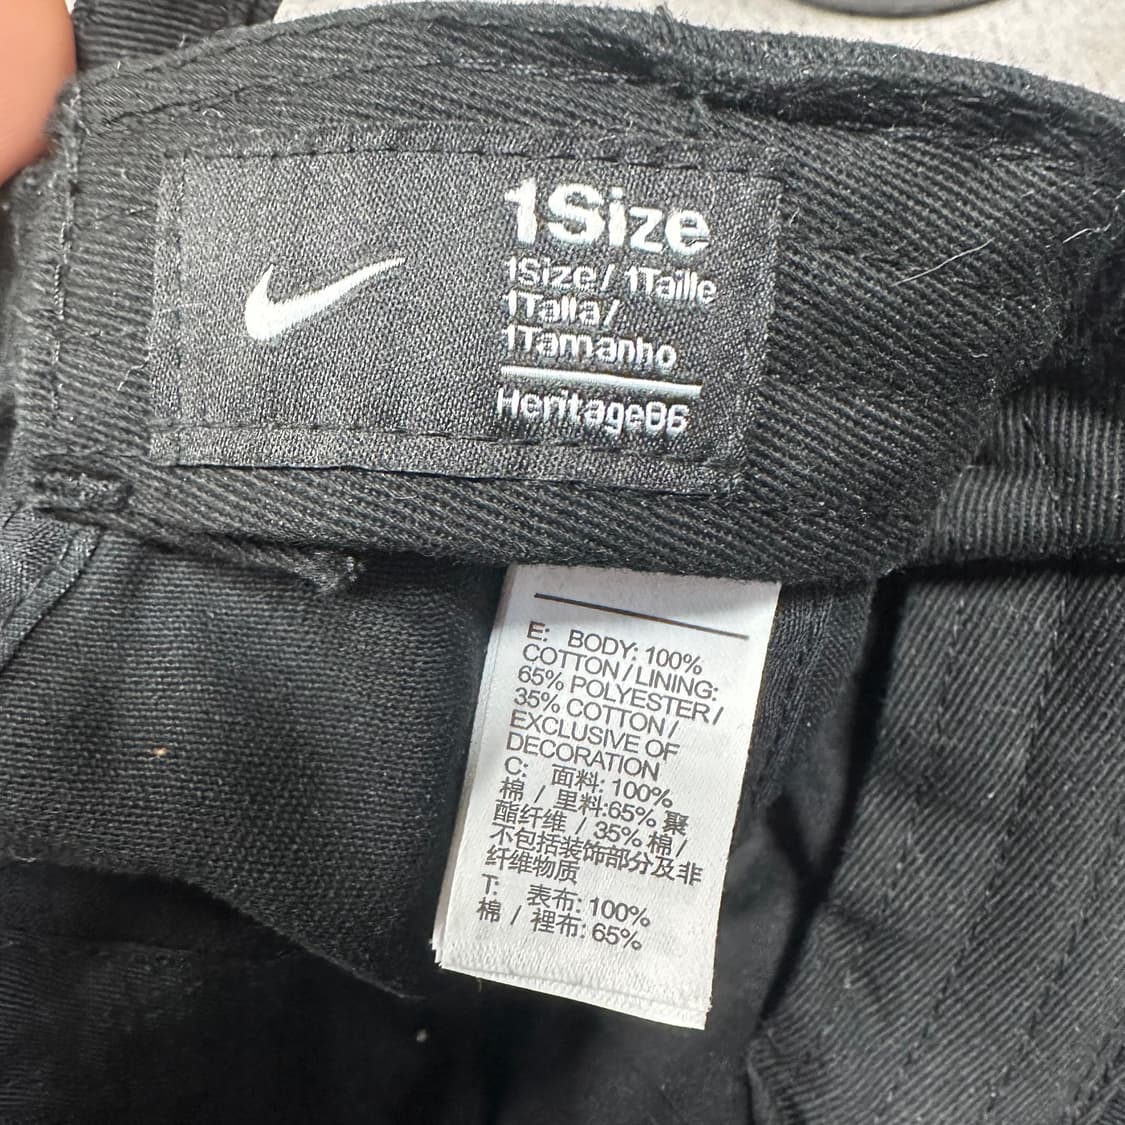 1Size
1Size/ 1Taille
1Talla/
1Tamanho
Heritage86
E: BODY: 100%
COTTON / LINING:
65% POLYESTER /
35% COTTON /
EXCLUSIVE OF
DECORATION
C: 面料: 100%
棉 / 里料:65% 聚
酯纤维 / 35% 棉 /
不包括装饰部分及非
纤维物质
T: 表布: 100%
棉 / 裡布: 65%